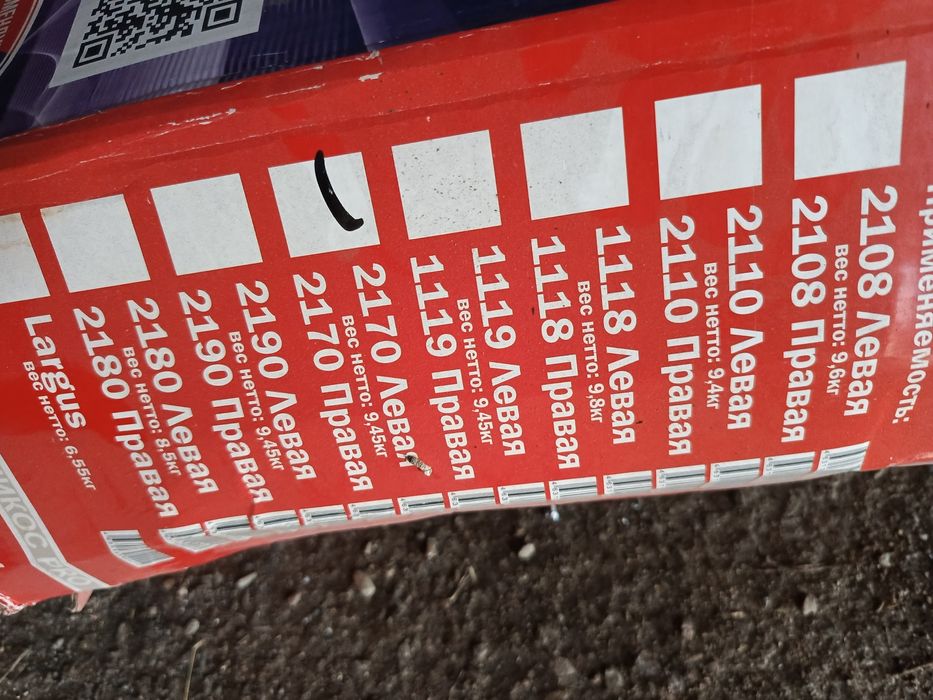 Применяемость:
2108 Левая
вес нетто: 9,6кг
2108 Правая
2110 Левая
вес нетто: 9,4кг
2110 Правая
1118 Левая
вес нетто: 9,8кг
1118 Правая
1119 Левая
вес нетто: 9,45кг
1119 Правая
2170 Левая
вес нетто: 9,45кг
2170 Правая
2190 Левая
вес нетто: 9,45кг
2190 Правая
2180 Левая
вес нетто: 8,5кг
2180 Правая
Largus
вес нетто: 6,55кг